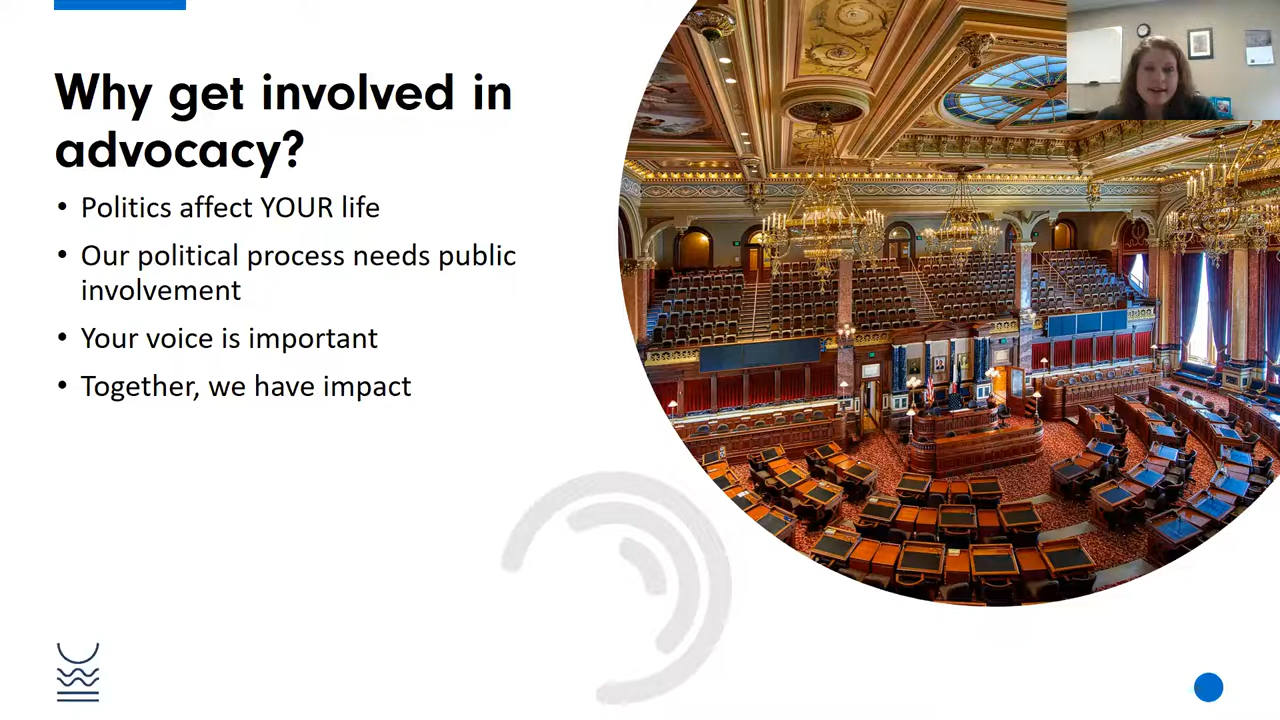 Why get involved in
advocacy?
• Politics affect YOUR life
• Our political process needs public
involvement
• Your voice is important
• Together, we have impact